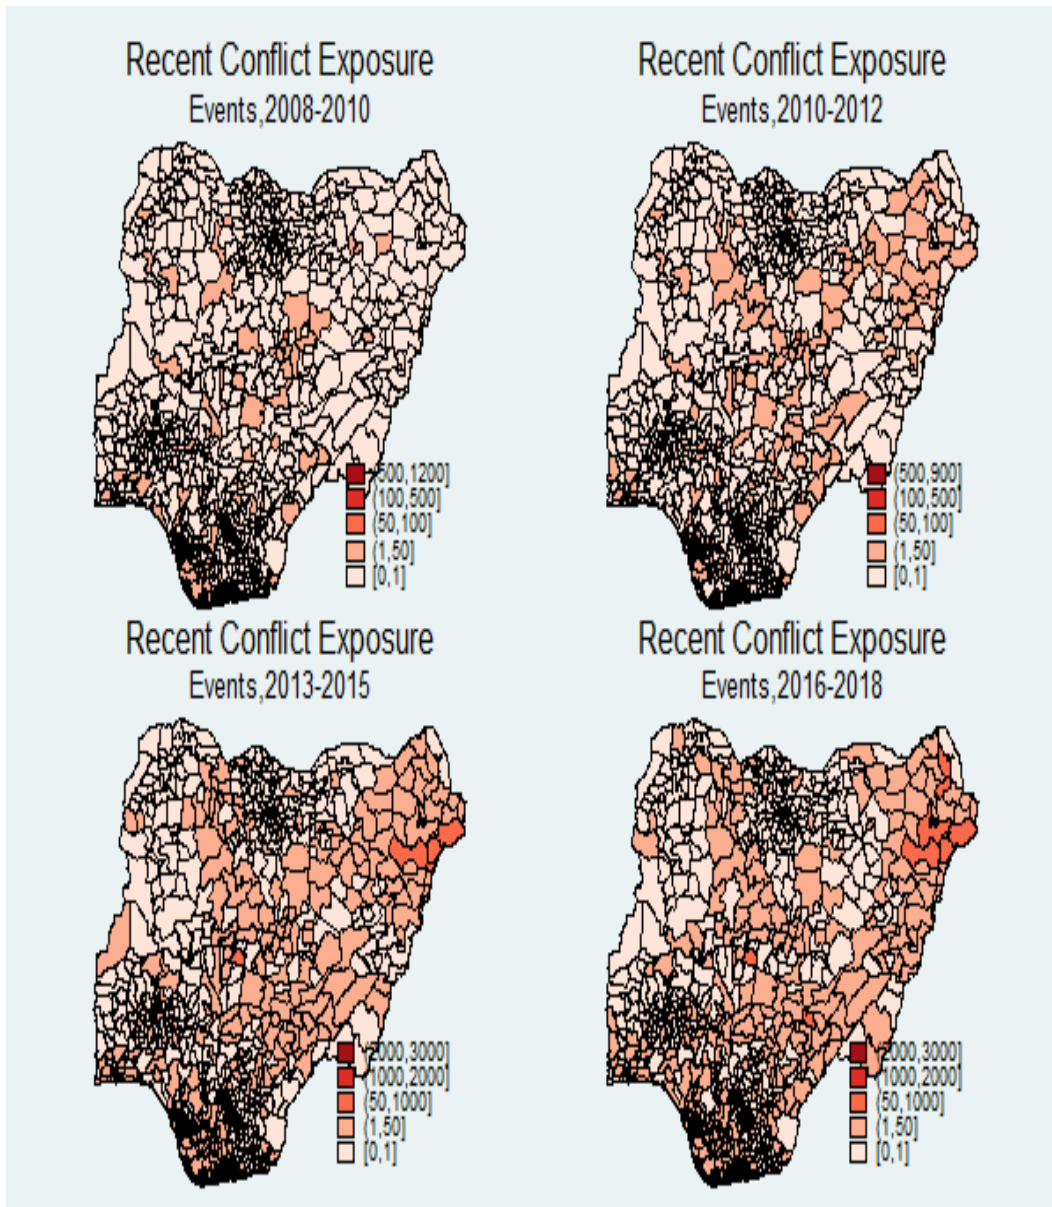 Recent Conflict Exposure
Events,2008-2010
(500,1200]
(100,500]
(50,100]
(1,50]
[0,1]
Recent Conflict Exposure
Events,2010-2012
(500,900]
(100,500]
(50,100]
(1,50]
[0,1]
Recent Conflict Exposure
Events,2013-2015
(2000,3000]
(1000,2000]
(50,1000]
(1,50]
[0,1]
Recent Conflict Exposure
Events,2016-2018
(2000,3000]
(1000,2000]
(50,1000]
(1,50]
[0,1]